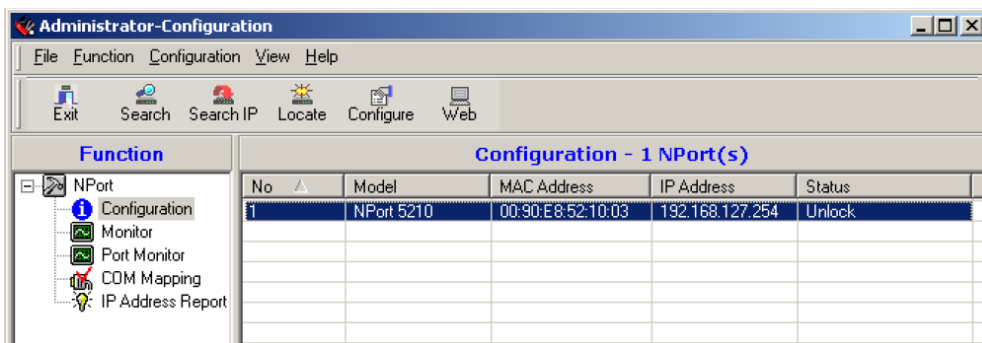 Administrator-Configuration
File Function Configuration View Help
Exit Search Search IP Locate Configure Web
Function
Configuration - 1 NPort(s)
NPort
Configuration
Monitor
Port Monitor
COM Mapping
IP Address Report
No Model MAC Address IP Address Status
1 NPort 5210 00:90:E8:52:10:03 192.168.127.254 Unlock